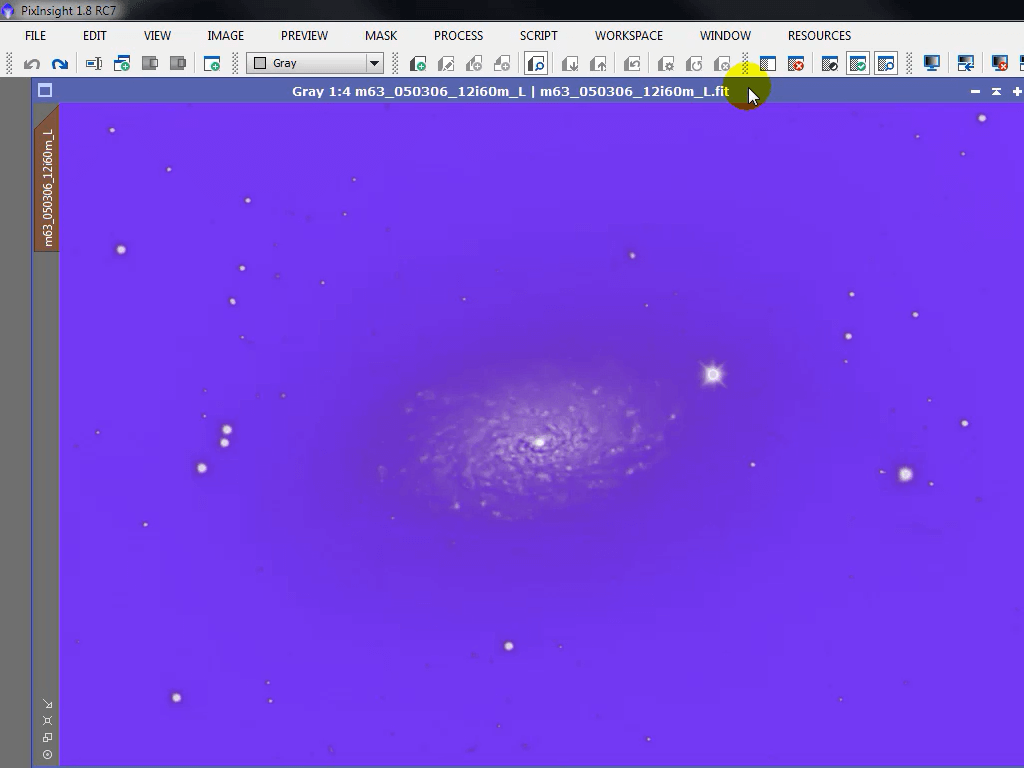 PixInsight 1.8 RC7
FILE EDIT VIEW IMAGE PREVIEW MASK PROCESS SCRIPT WORKSPACE WINDOW RESOURCES
Gray
Gray 1:4 m63_050306_12i60m_L | m63_050306_12i60m_L.fit
m63_050306_12i60m_L